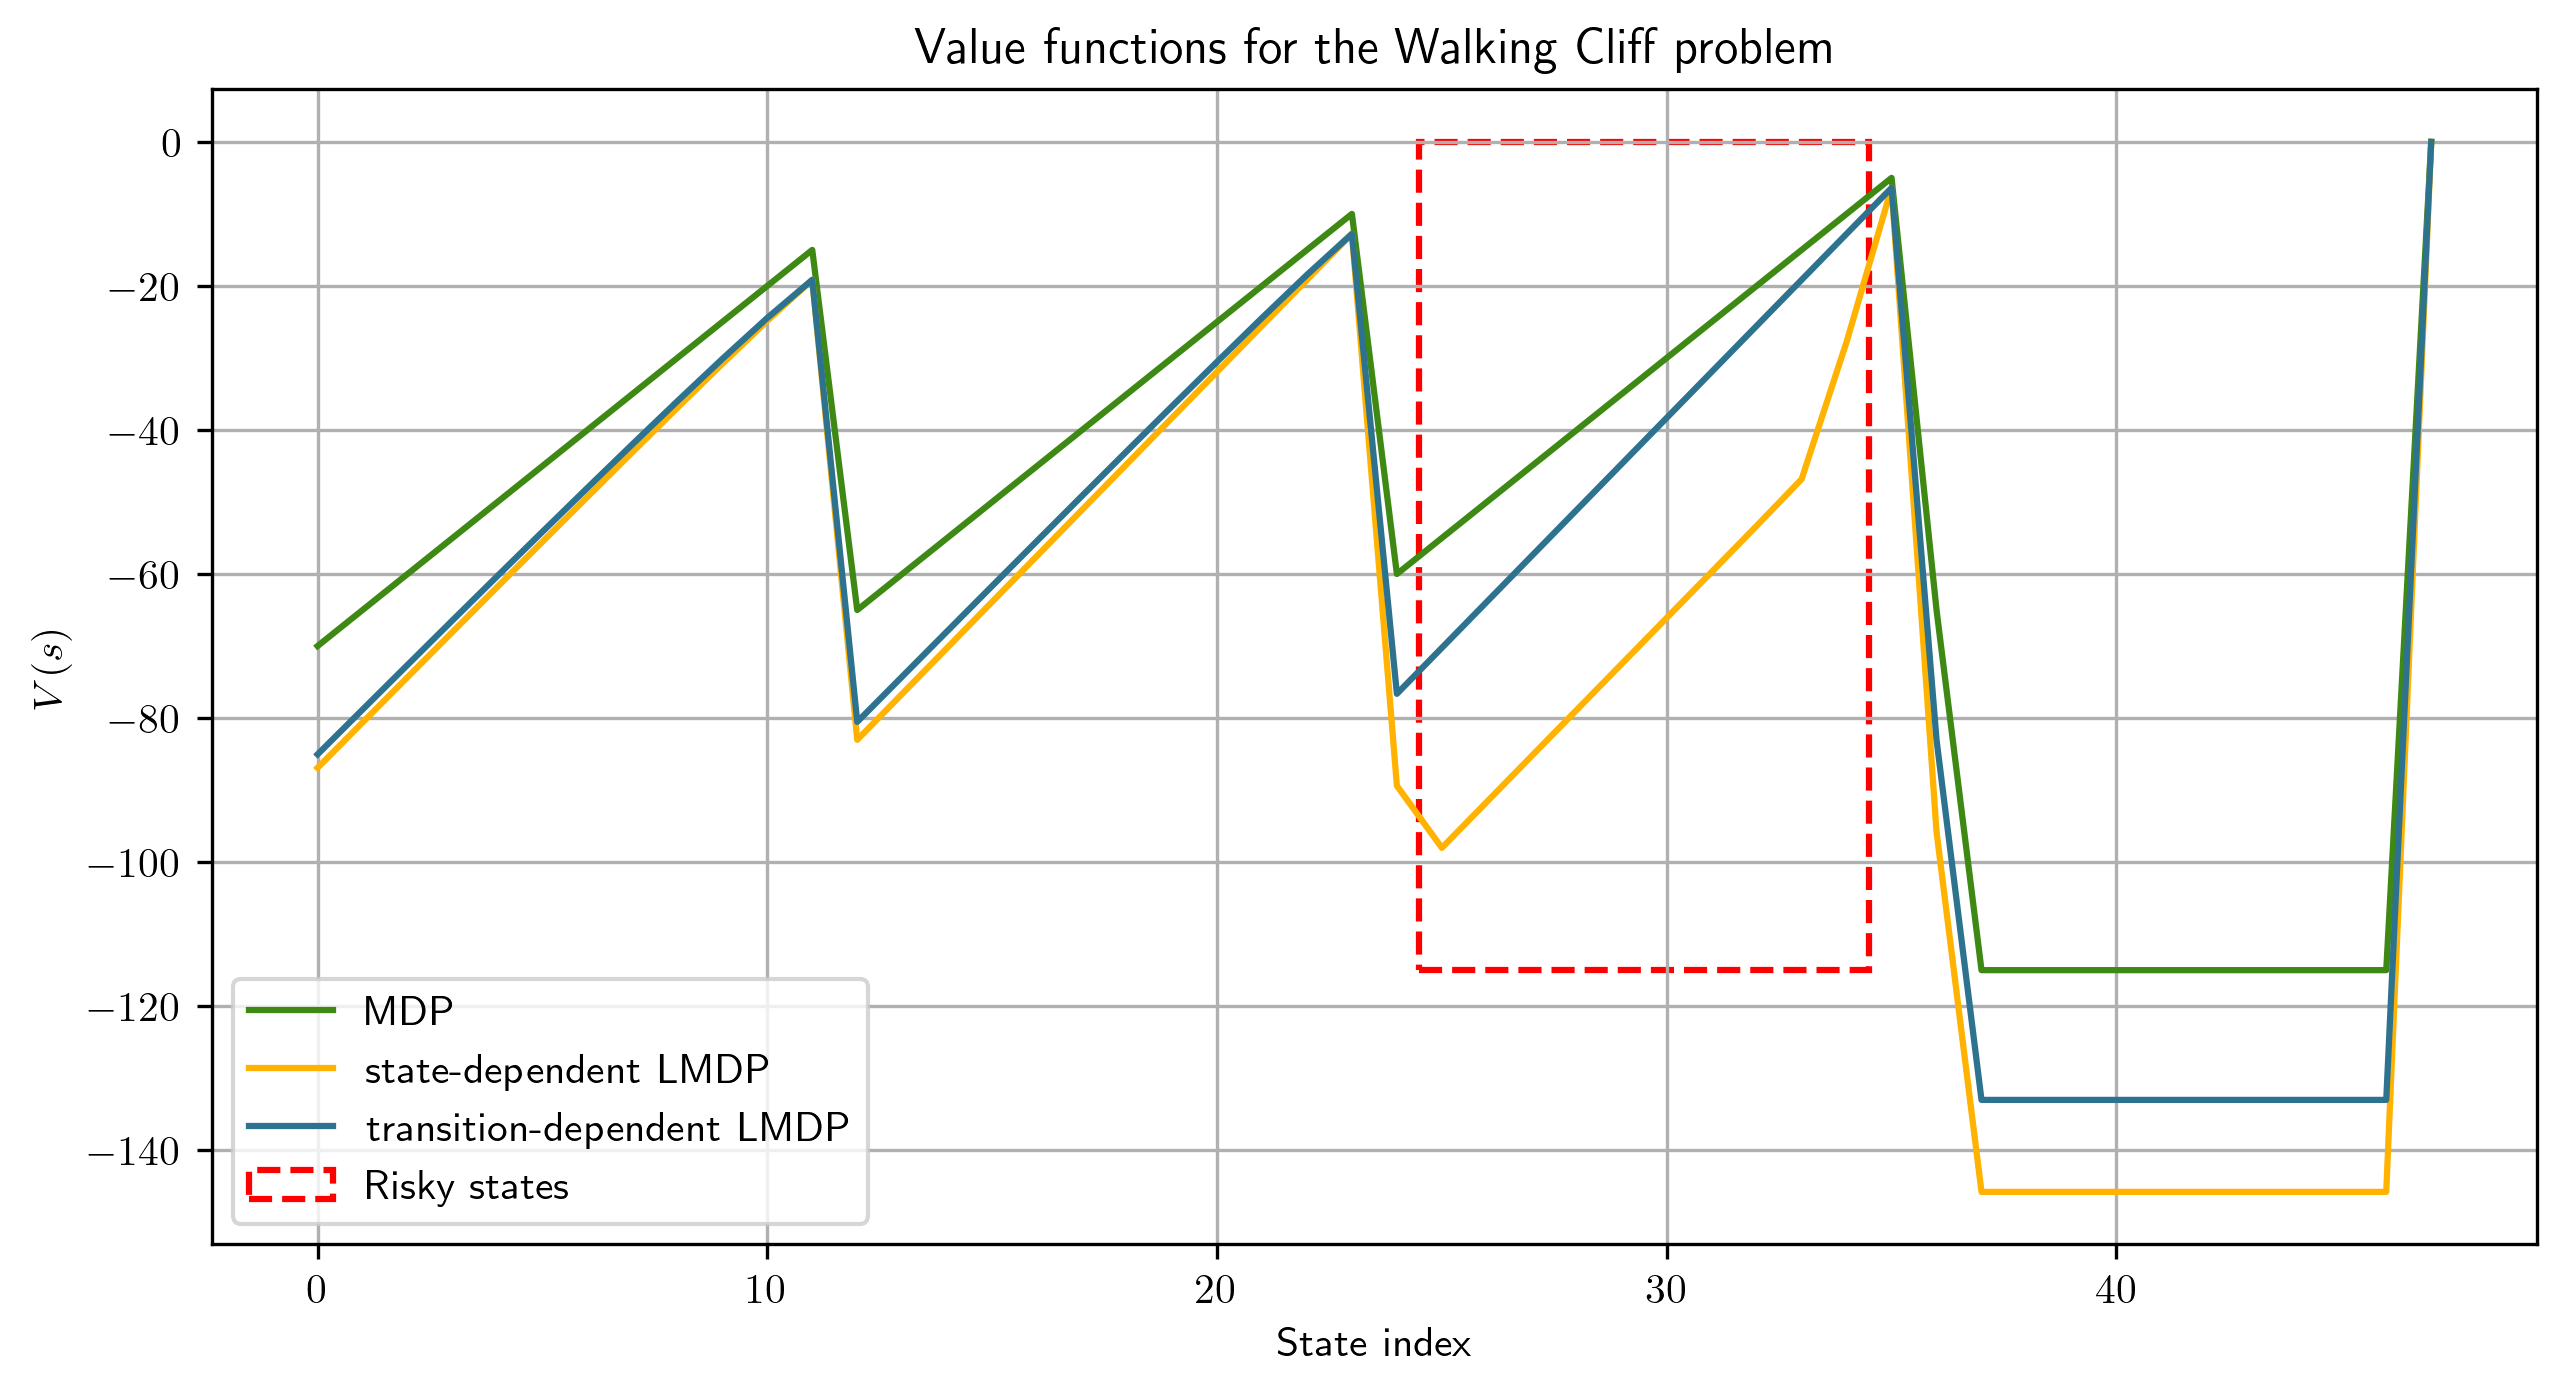 Value functions for the Walking Cliff problem
0
−20
−40
−60
−80
−100
−120
−140
V(s)
MDP
state-dependent LMDP
transition-dependent LMDP
Risky states
0 10 20 30 40
State index